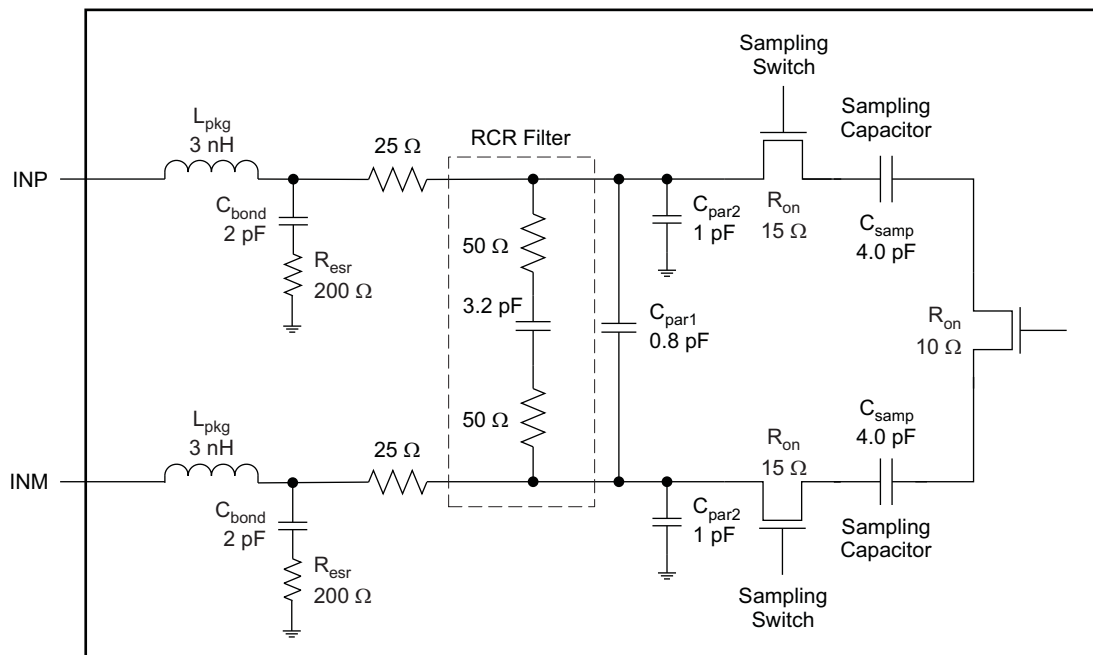 Sampling
Switch
Sampling
Capacitor
L_pkg
3 nH
25 Ω
RCR Filter
INP
C_bond
2 pF
R_esr
200 Ω
50 Ω
3.2 pF
50 Ω
C_par1
0.8 pF
C_par2
1 pF
R_on
15 Ω
C_samp
4.0 pF
R_on
10 Ω
L_pkg
3 nH
25 Ω
INM
C_bond
2 pF
R_esr
200 Ω
C_par2
1 pF
R_on
15 Ω
C_samp
4.0 pF
Sampling
Capacitor
Sampling
Switch